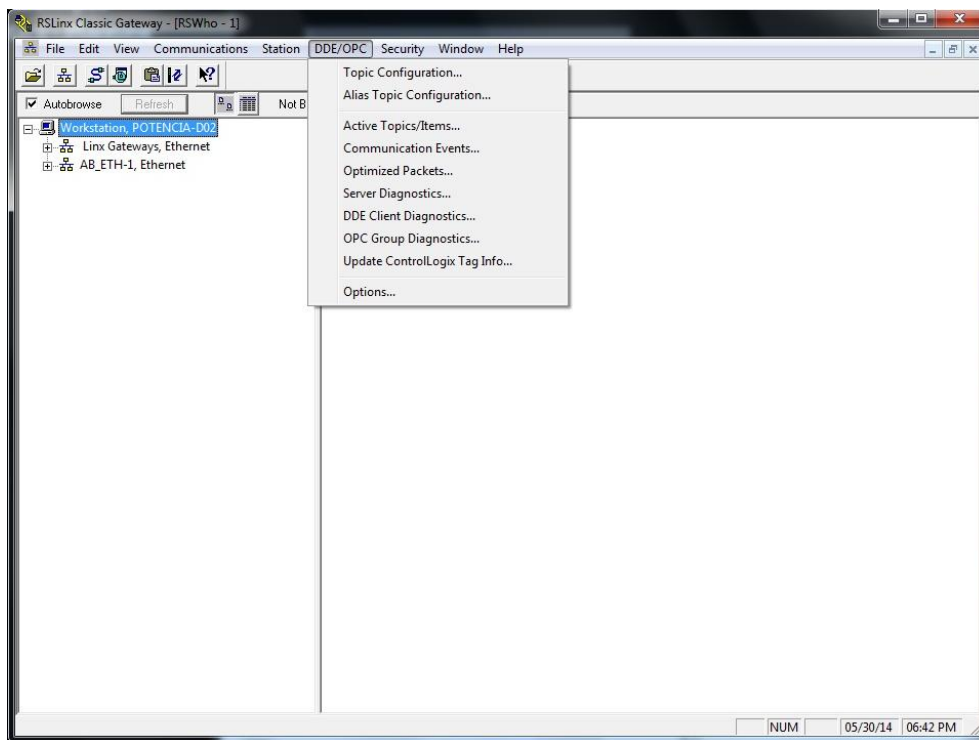 RSLinx Classic Gateway - [RSWho - 1]
File Edit View Communications Station DDE/OPC Security Window Help
Autobrowse Refresh Not B
Workstation, POTENCIA-D02
Linx Gateways, Ethernet
AB_ETH-1, Ethernet
Topic Configuration...
Alias Topic Configuration...
Active Topics/Items...
Communication Events...
Optimized Packets...
Server Diagnostics...
DDE Client Diagnostics...
OPC Group Diagnostics...
Update ControlLogix Tag Info...
Options...
NUM 05/30/14 06:42 PM